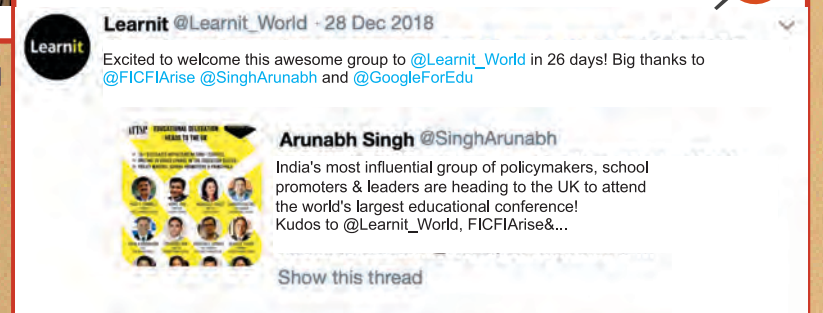 Learnit @Learnit_World · 28 Dec 2018
Learnit
Excited to welcome this awesome group to @Learnit_World in 26 days! Big thanks to
@FICFIArise @SinghArunabh and @GoogleForEdu
EDUCATIONAL DELEGATION
HEADS TO THE UK
Arunabh Singh @SinghArunabh
India's most influential group of policymakers, school
promoters & leaders are heading to the UK to attend
the world's largest educational conference!
Kudos to @Learnit_World, FICFIArise&...
Show this thread